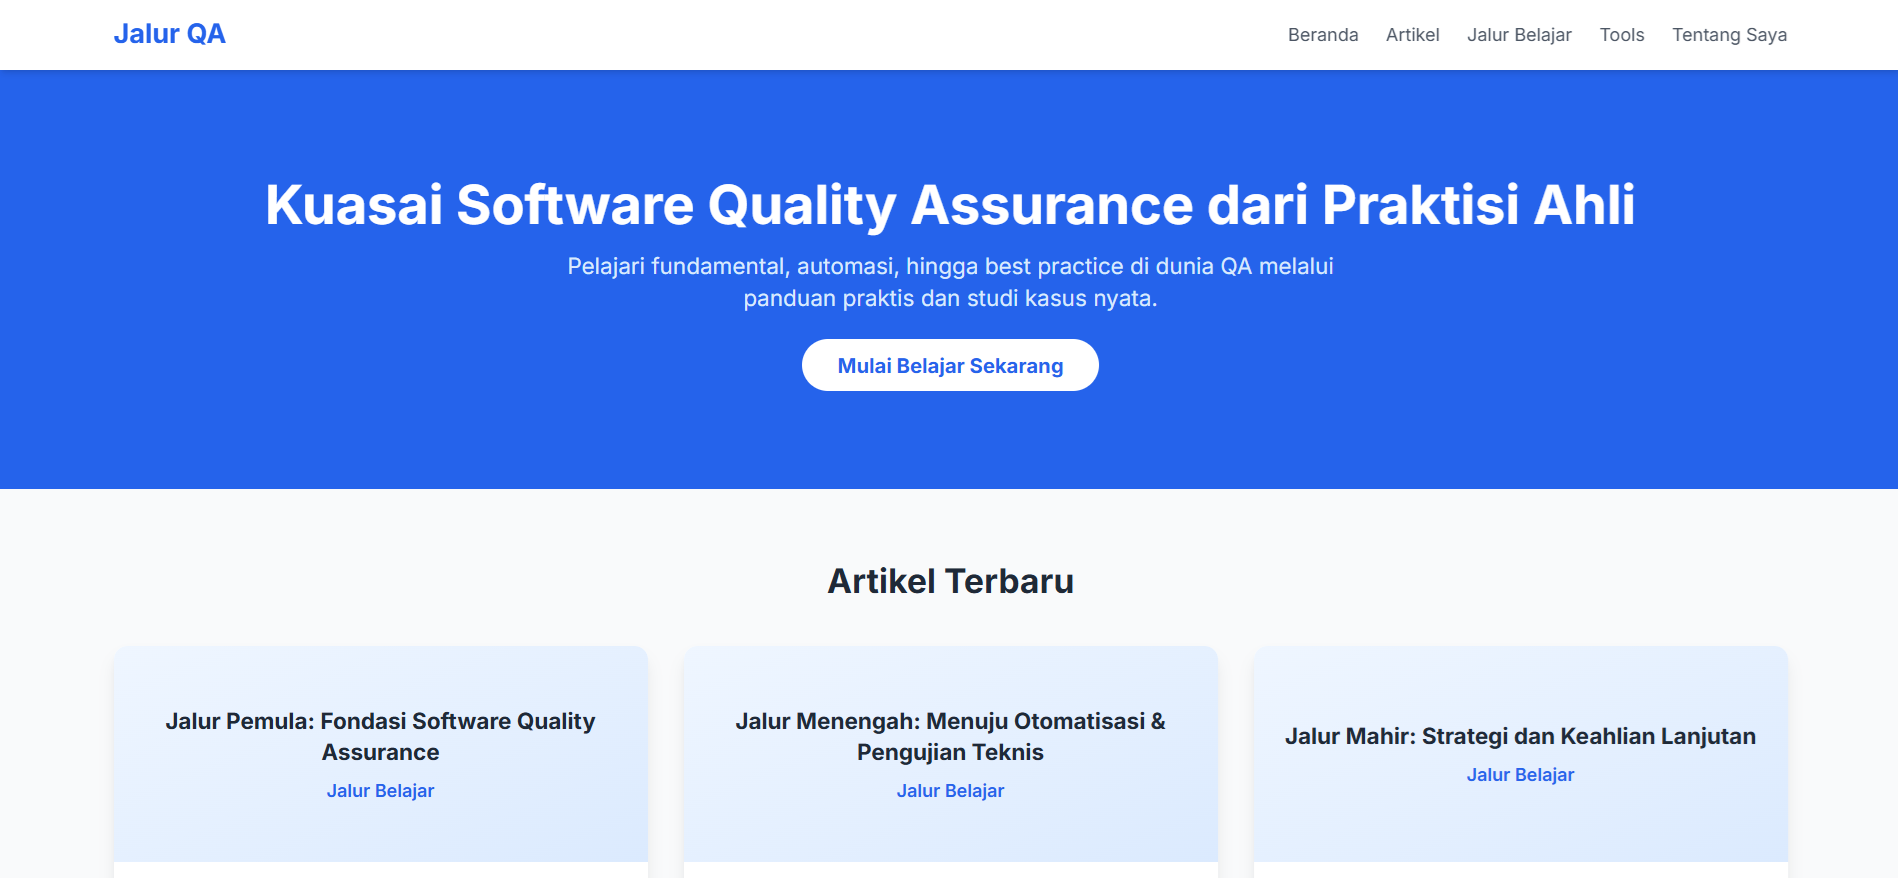 Jalur QA
Beranda
Artikel
Jalur Belajar
Tools
Tentang Saya
Kuasai Software Quality Assurance dari Praktisi Ahli
Pelajari fundamental, automasi, hingga best practice di dunia QA melalui
panduan praktis dan studi kasus nyata.
Mulai Belajar Sekarang
Artikel Terbaru
Jalur Pemula: Fondasi Software Quality
Assurance
Jalur Belajar
Jalur Menengah: Menuju Otomatisasi &
Pengujian Teknis
Jalur Belajar
Jalur Mahir: Strategi dan Keahlian Lanjutan
Jalur Belajar